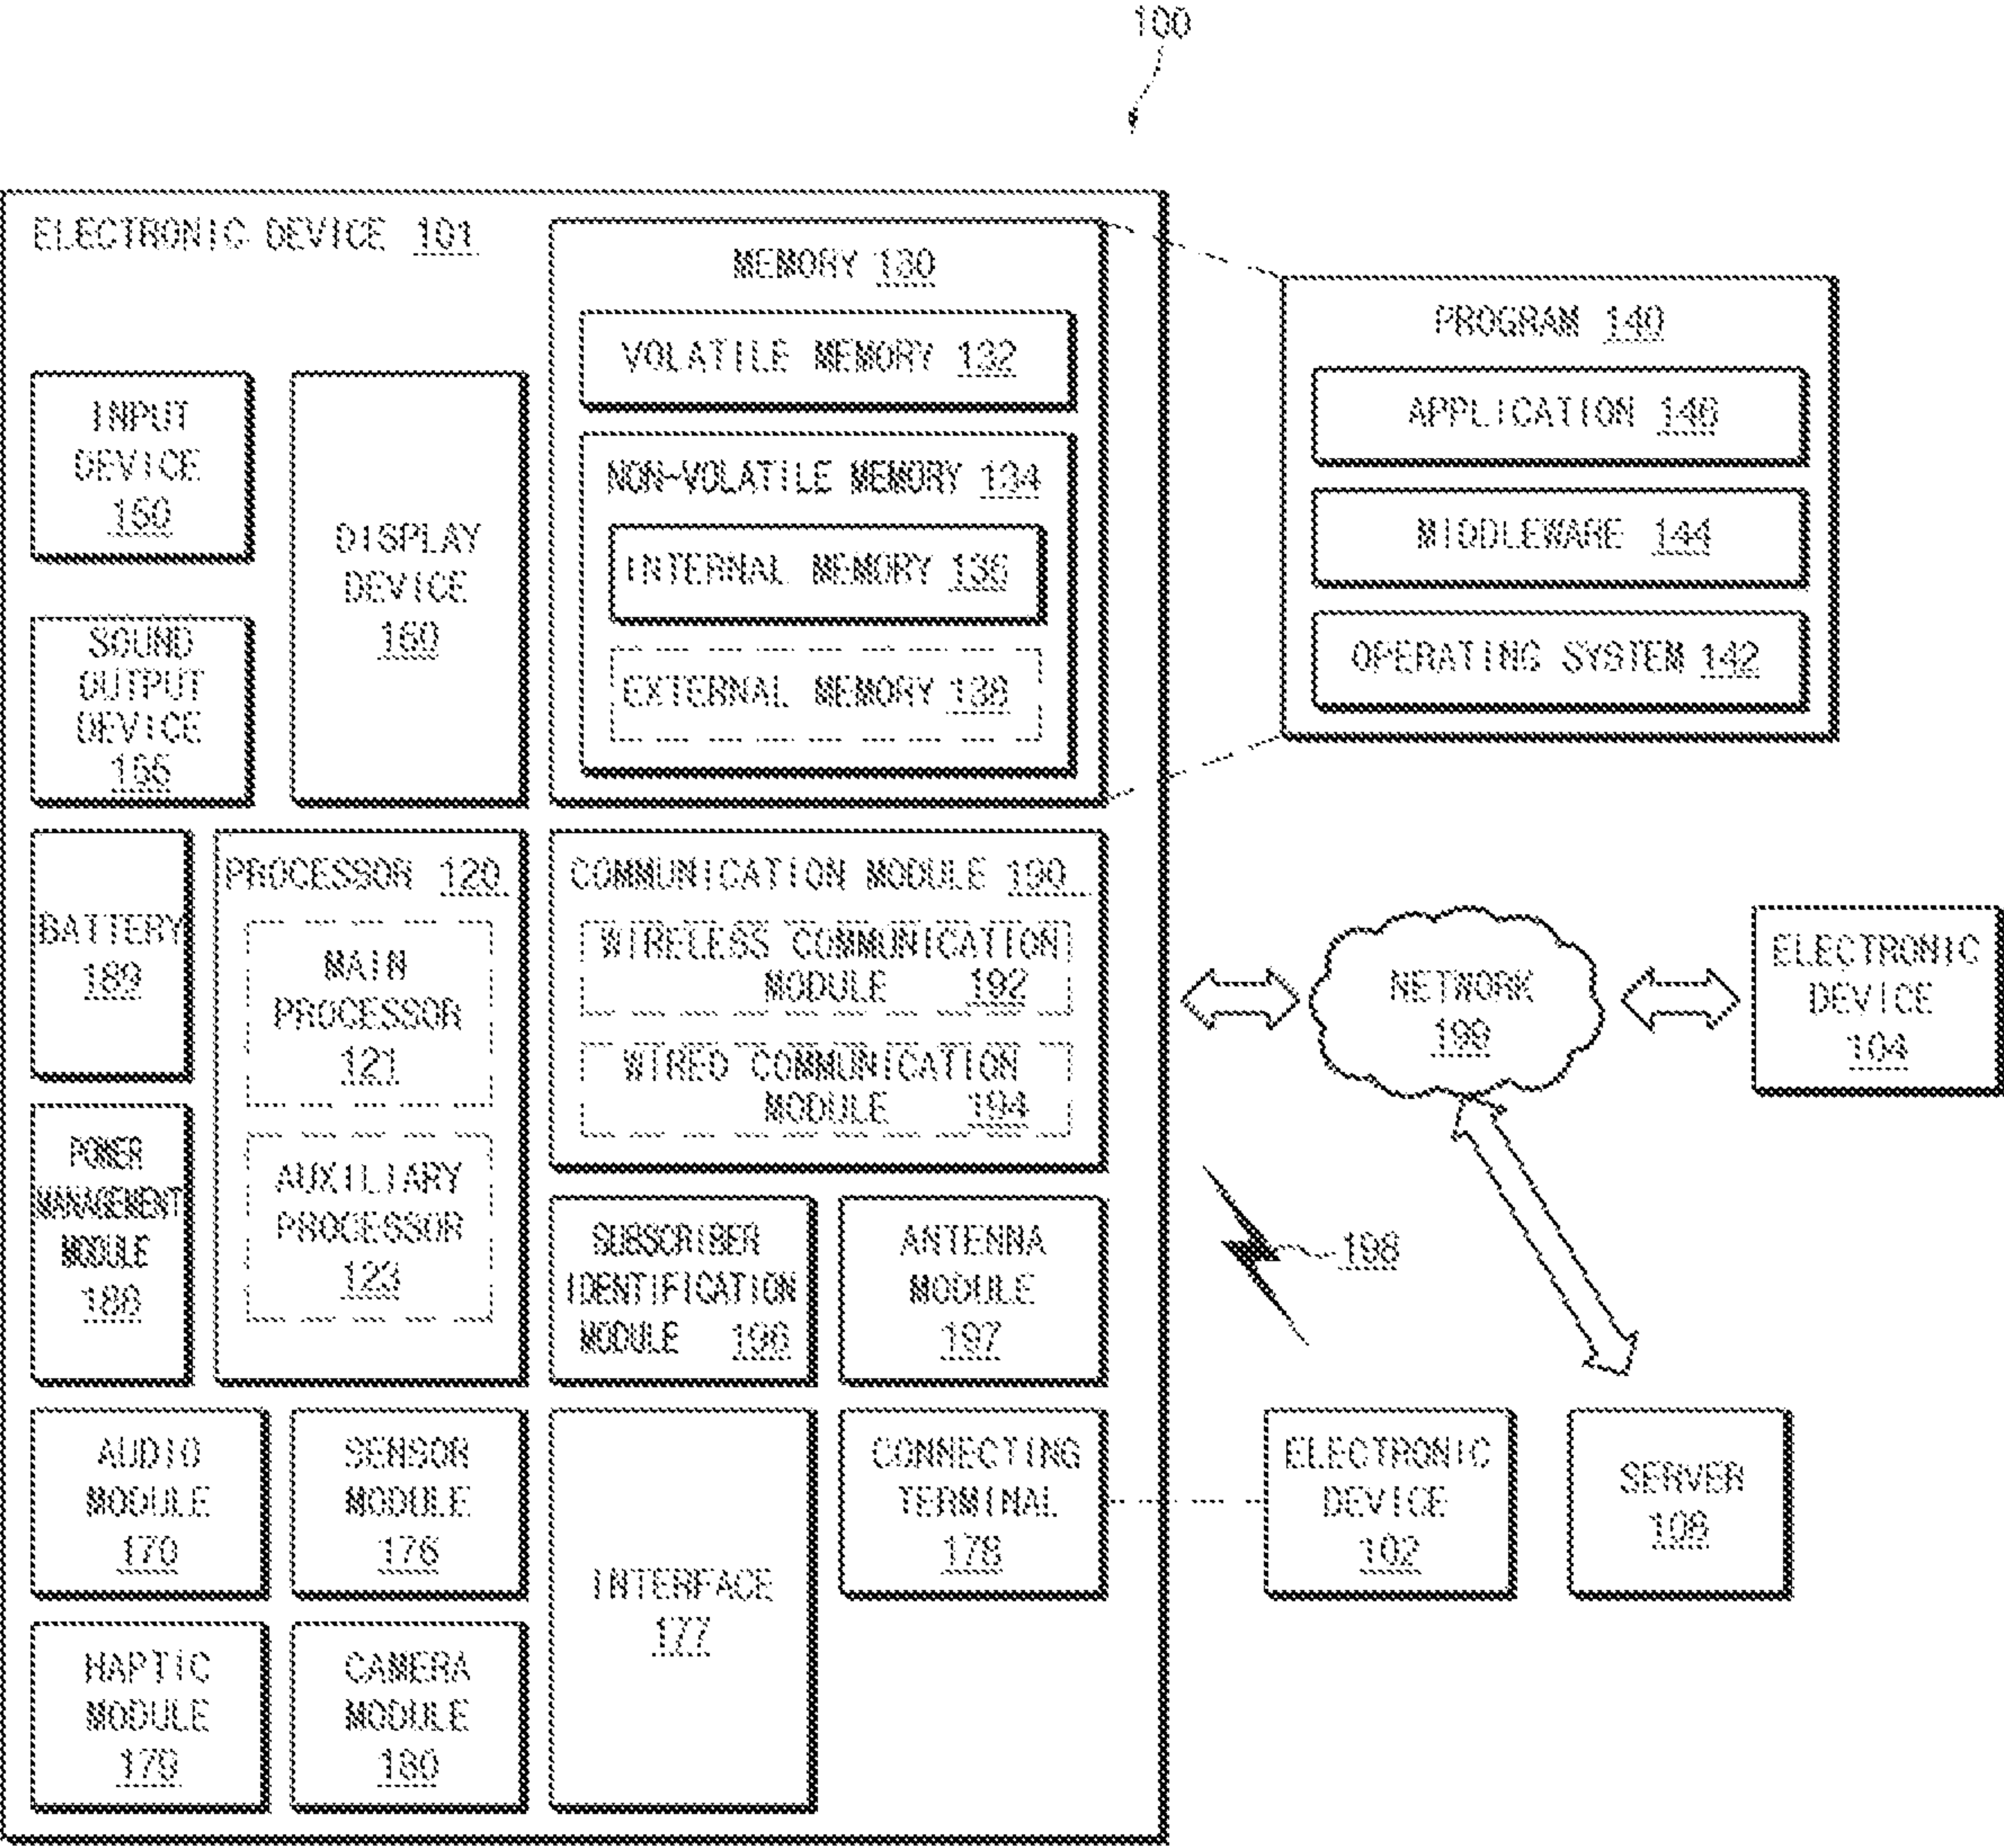 100
ELECTRONIC DEVICE 101
MEMORY 130
VOLATILE MEMORY 132
NON-VOLATILE MEMORY 134
INTERNAL MEMORY 136
EXTERNAL MEMORY 138
PROGRAM 140
APPLICATION 146
MIDDLEWARE 144
OPERATING SYSTEM 142
INPUT
DEVICE
150
DISPLAY
DEVICE
160
SOUND
OUTPUT
DEVICE
155
BATTERY
189
PROCESSOR 120
MAIN
PROCESSOR
121
AUXILIARY
PROCESSOR
123
POWER
MANAGEMENT
MODULE
188
COMMUNICATION MODULE 190
WIRELESS COMMUNICATION
MODULE 192
WIRED COMMUNICATION
MODULE 194
NETWORK
199
ELECTRONIC
DEVICE
104
SUBSCRIBER
IDENTIFICATION
MODULE 196
ANTENNA
MODULE
197
198
AUDIO
MODULE
170
SENSOR
MODULE
176
INTERFACE
177
CONNECTING
TERMINAL
178
ELECTRONIC
DEVICE
102
SERVER
108
HAPTIC
MODULE
179
CAMERA
MODULE
180